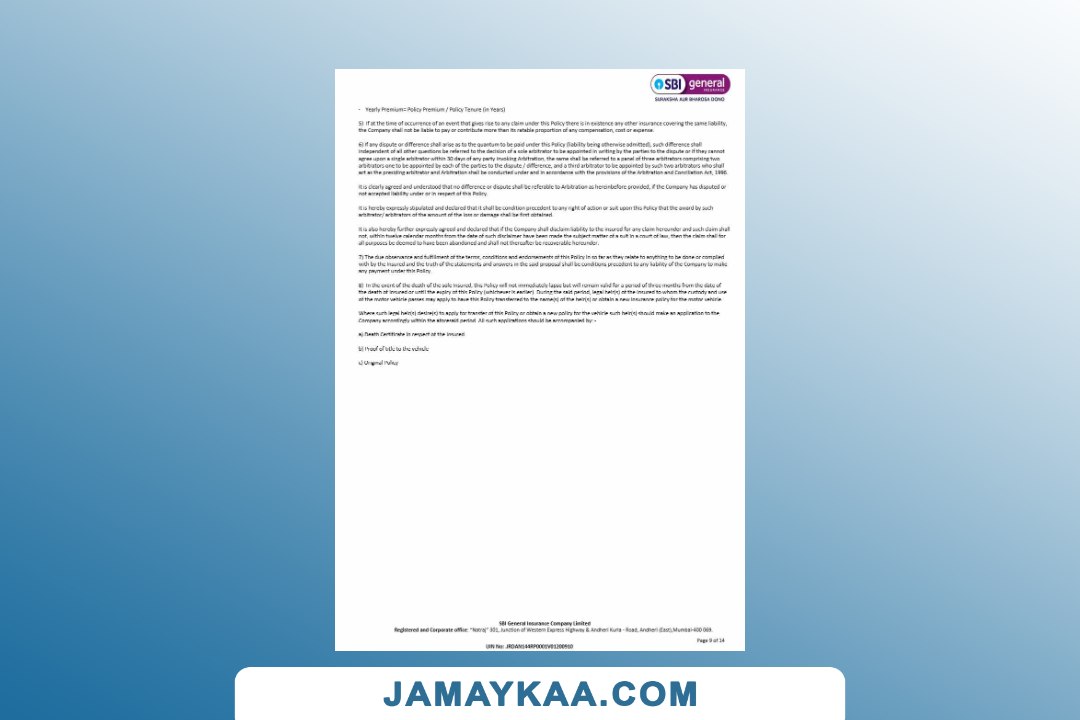 SBI general
INSURANCE
SURAKSHA AUR BHAROSA DONO
- Yearly Premium= Policy Premium / Policy Tenure (in Years)
5) If at the time of occurrence of an event that gives rise to any claim under this Policy there is in existence any other insurance covering the same liability,
the Company shall not be liable to pay or contribute more than its ratable proportion of any compensation, cost or expense.
6) If any dispute or difference shall arise as to the quantum to be paid under this Policy (liability being otherwise admitted), such difference shall
independent of all other questions be referred to the decision of a sole arbitrator to be appointed in writing by the parties to the dispute or if they cannot
agree upon a single arbitrator within 30 days of any party invoking Arbitration, the same shall be referred to a panel of three arbitrators comprising two
arbitrators one to be appointed by each of the parties to the dispute / difference, and a third arbitrator to be appointed by such two arbitrators who shall
act as the presiding arbitrator and Arbitration shall be conducted under and in accordance with the provisions of the Arbitration and Conciliation Act, 1996.
It is clearly agreed and understood that no difference or dispute shall be referable to Arbitration as hereinbefore provided, if the Company has disputed or
not accepted liability under or in respect of this Policy.
It is hereby expressly stipulated and declared that it shall be condition precedent to any right of action or suit upon this Policy that the award by such
arbitrator/ arbitrators of the amount of the loss or damage shall be first obtained.
It is also hereby further expressly agreed and declared that if the Company shall disclaim liability to the insured for any claim hereunder and such claim shall
not, within twelve calendar months from the date of such disclaimer have been made the subject matter of a suit in a court of law, then the claim shall for
all purposes be deemed to have been abandoned and shall not thereafter be recoverable hereunder.
7) The due observance and fulfillment of the terms, conditions and endorsements of this Policy in so far as they relate to anything to be done or complied
with by the Insured and the truth of the statements and answers in the said proposal shall be conditions precedent to any liability of the Company to make
any payment under this Policy.
8) In the event of the death of the sole insured, this Policy will not immediately lapse but will remain valid for a period of three months from the date of
the death of insured or until the expiry of this Policy (whichever is earlier). During the said period, legal heir(s) of the insured to whom the custody and use
of the motor vehicle passes may apply to have this Policy transferred to the name(s) of the heir(s) or obtain a new insurance policy for the motor vehicle.
Where such legal heir(s) desire(s) to apply for transfer of this Policy or obtain a new policy for the vehicle such heir(s) should make an application to the
Company accordingly within the aforesaid period. All such applications should be accompanied by:-
a) Death Certificate in respect of the insured
b) Proof of title to the vehicle
c) Original Policy
SBI General Insurance Company Limited
Registered and Corporate office: "Natraj" 301, Junction of Western Express Highway & Andheri Kurla - Road, Andheri (East),Mumbai-400 069.
Page 9 of 14
UIN No: JRDAN144RP0001V01200910
JAMAYKAA.COM